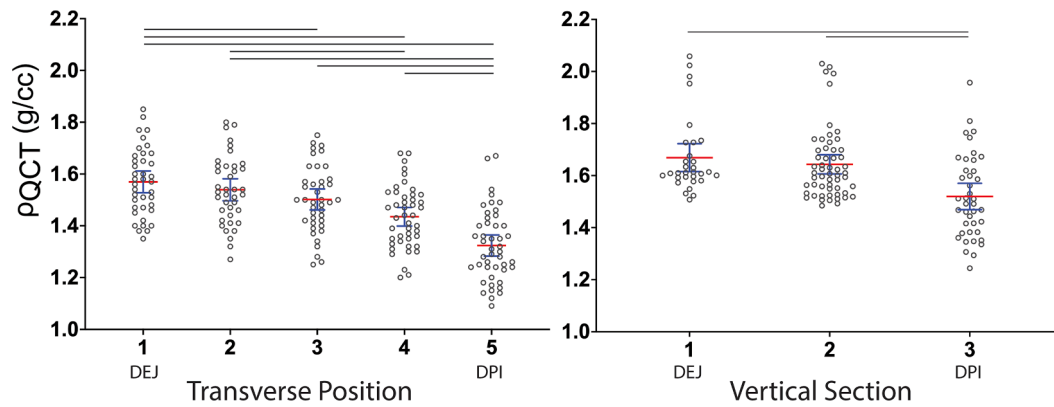 ρQCT (g/cc)
2.2
2.0
1.8
1.6
1.4
1.2
1.0
1 2 3 4 5
DEJ DPI
Transverse Position
2.2
2.0
1.8
1.6
1.4
1.2
1.0
1 2 3
DEJ DPI
Vertical Section